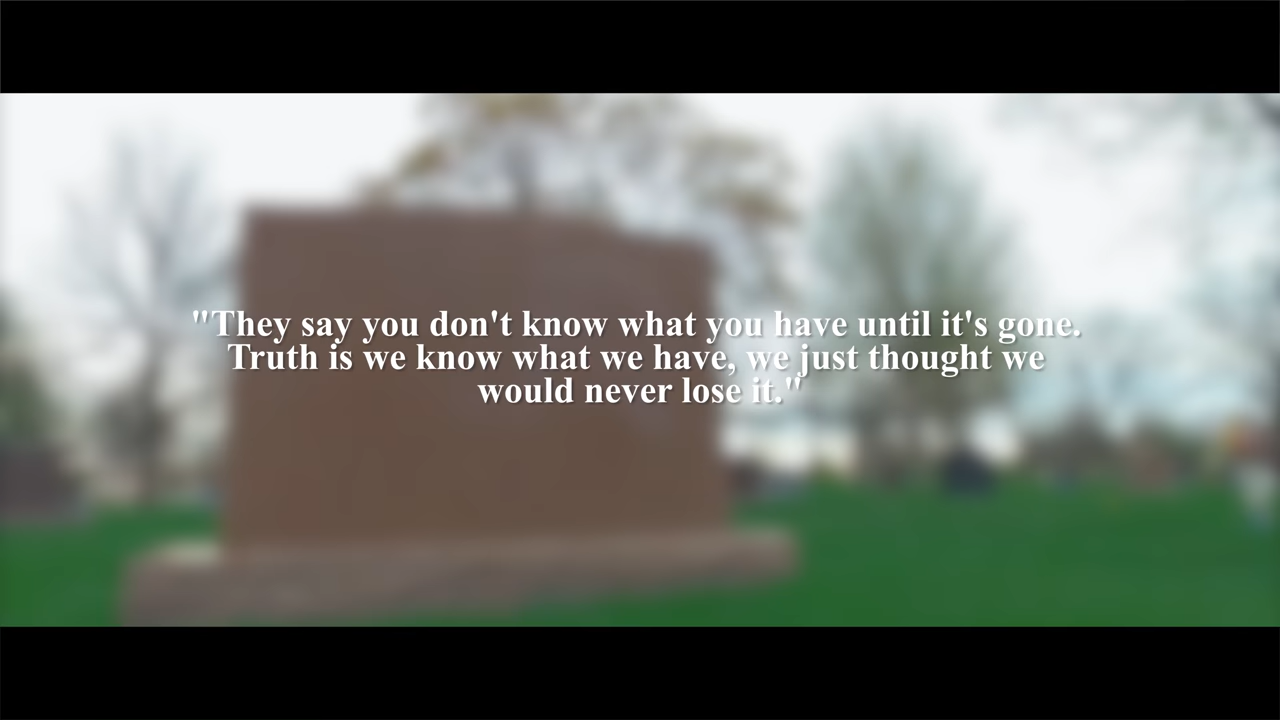 "They say you don't know what you have until it's gone.
Truth is we know what we have, we just thought we
would never lose it."